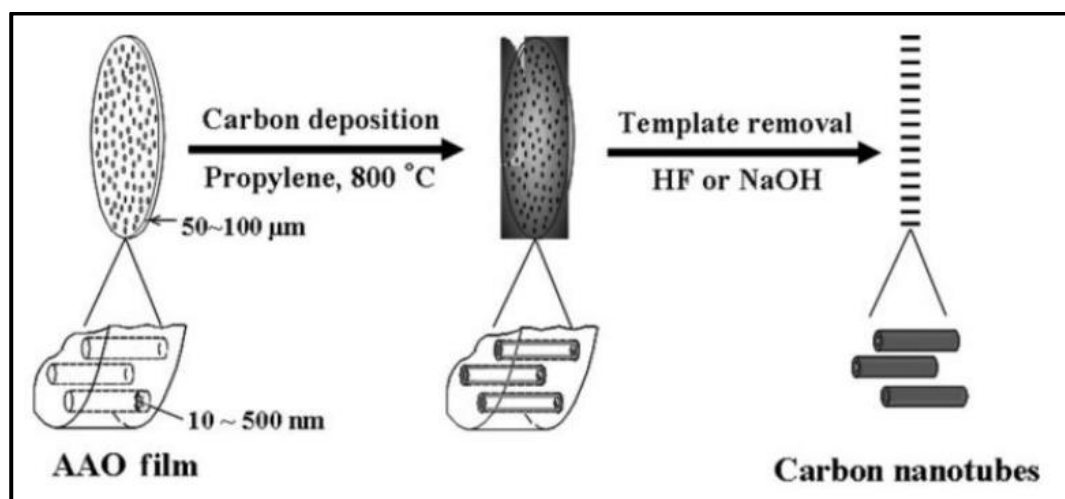 Carbon deposition
Propylene, 800 °C
Template removal
HF or NaOH
50~100 μm
10 ~ 500 nm
AAO film
Carbon nanotubes